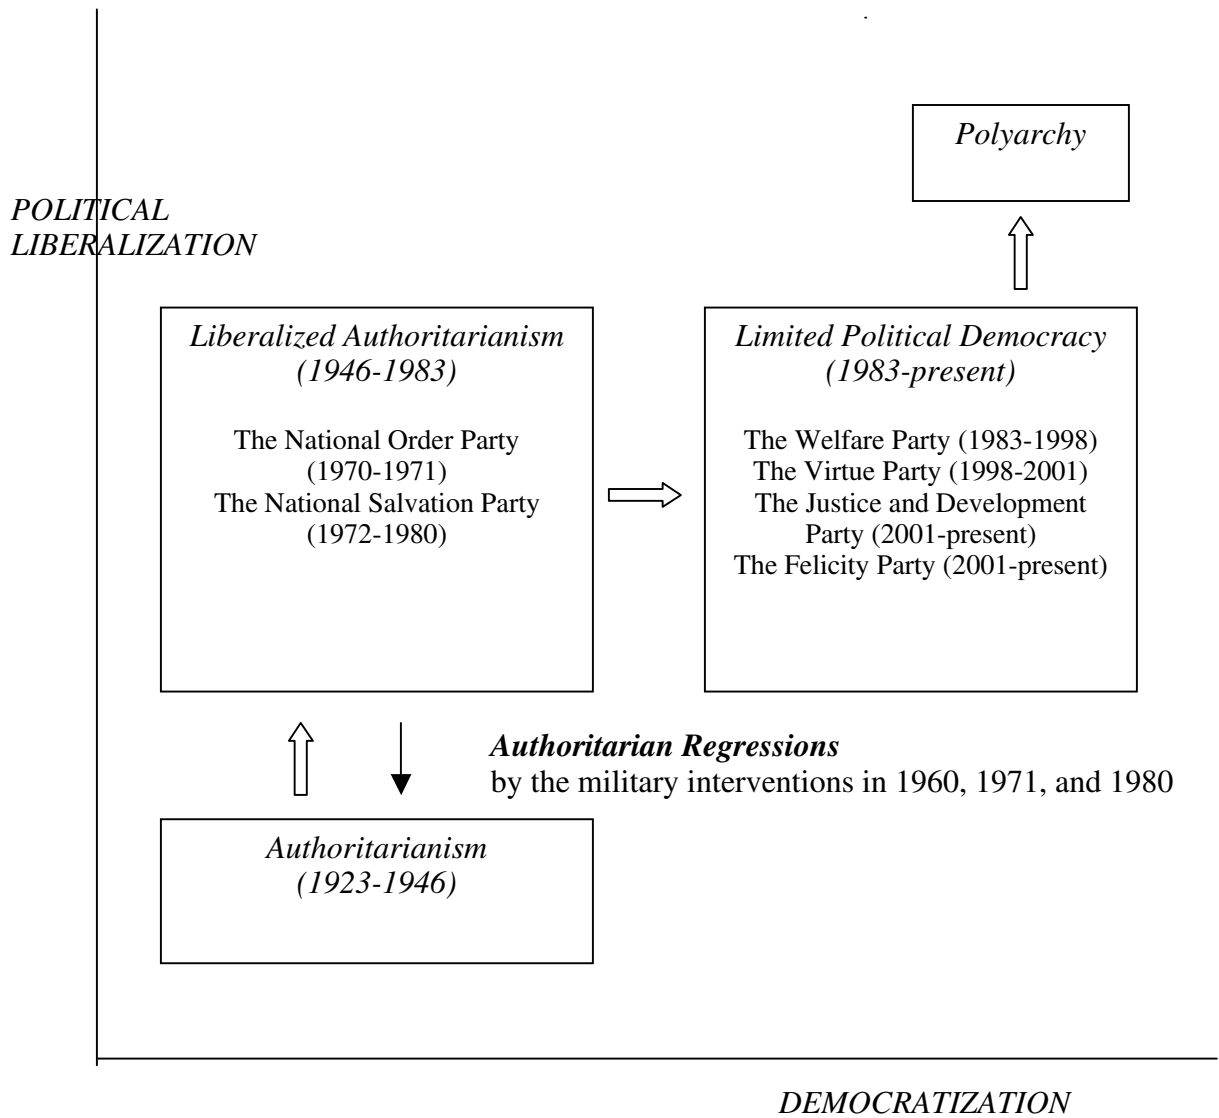 Polyarchy
POLITICAL
LIBERALIZATION
Liberalized Authoritarianism
(1946-1983)
The National Order Party
(1970-1971)
The National Salvation Party
(1972-1980)
Limited Political Democracy
(1983-present)
The Welfare Party (1983-1998)
The Virtue Party (1998-2001)
The Justice and Development
Party (2001-present)
The Felicity Party (2001-present)
Authoritarian Regressions
by the military interventions in 1960, 1971, and 1980
Authoritarianism
(1923-1946)
DEMOCRATIZATION